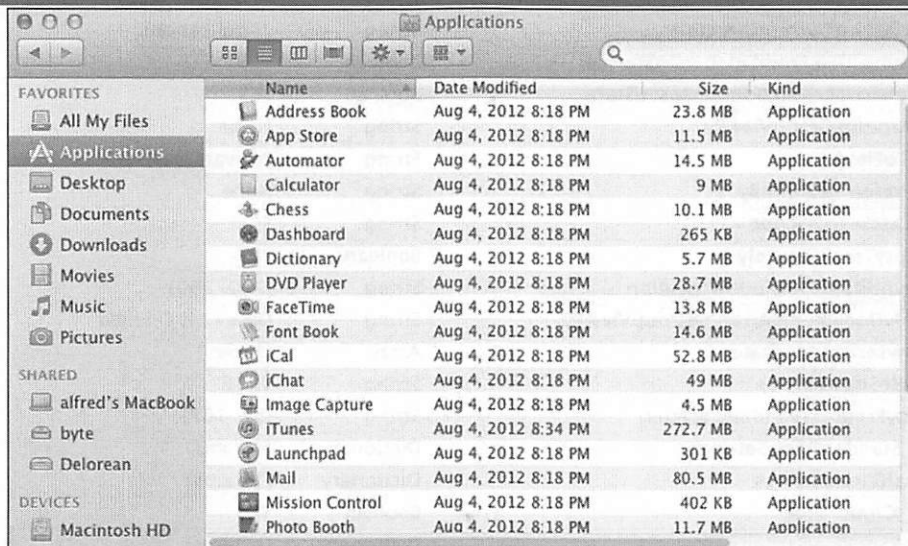 Applications
FAVORITES
All My Files
Applications
Desktop
Documents
Downloads
Movies
Music
Pictures
SHARED
alfred's MacBook
byte
Delorean
DEVICES
Macintosh HD
Name Date Modified Size Kind
Address Book Aug 4, 2012 8:18 PM 23.8 MB Application
App Store Aug 4, 2012 8:18 PM 11.1 MB Application
Automator Aug 4, 2012 8:18 PM 14.5 MB Application
Calculator Aug 4, 2012 8:18 PM 9 MB Application
Chess Aug 4, 2012 8:18 PM 10.1 MB Application
Dashboard Aug 4, 2012 8:18 PM 265 KB Application
Dictionary Aug 4, 2012 8:18 PM 5.7 MB Application
DVD Player Aug 4, 2012 8:18 PM 28.7 MB Application
FaceTime Aug 4, 2012 8:18 PM 13.8 MB Application
Font Book Aug 4, 2012 8:18 PM MB Application
iCal Aug 4, 2012 8:18 PM 52.8 MB Application
iChat Aug 4, 2012 8:18 PM 49 MB Application
Image Capture Aug 4, 2012 8:18 PM 4.5 MB Application
iTunes Aug 4, 2012 8:34 PM 272.7 MB Application
Launchpad Aug 4, 2012 8:18 PM 301 KB Application
Mail Aug 4, 2012 8:18 PM 80.5 MB Application
Mission Control Aug 4, 2012 8:18 PM 402 KB Application
Photo Booth Aug 4, 2012 8:18 PM 11.7 MB Application